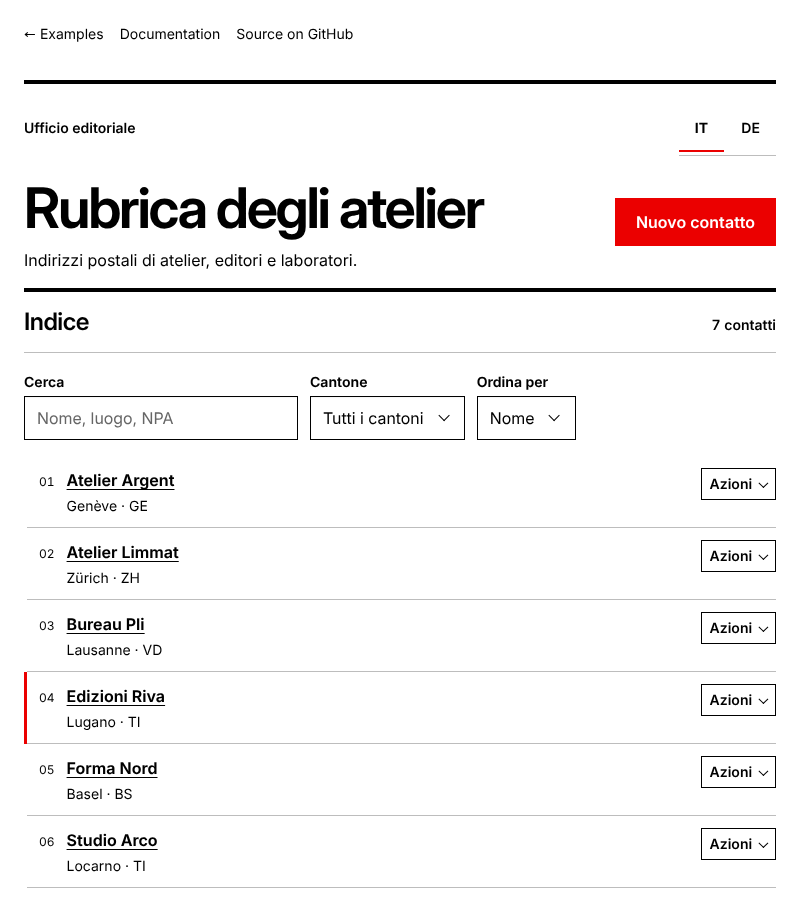 ← Examples Documentation Source on GitHub
Ufficio editoriale IT DE
Rubrica degli atelier
Nuovo contatto
Indirizzi postali di atelier, editori e laboratori.
Indice 7 contatti
Cerca Cantone Ordina per
Nome, luogo, NPA Tutti i cantoni Nome
01 Atelier Argent Azioni
Genève · GE
02 Atelier Limmat Azioni
Zürich · ZH
03 Bureau Pli Azioni
Lausanne · VD
04 Edizioni Riva Azioni
Lugano · TI
05 Forma Nord Azioni
Basel · BS
06 Studio Arco Azioni
Locarno · TI